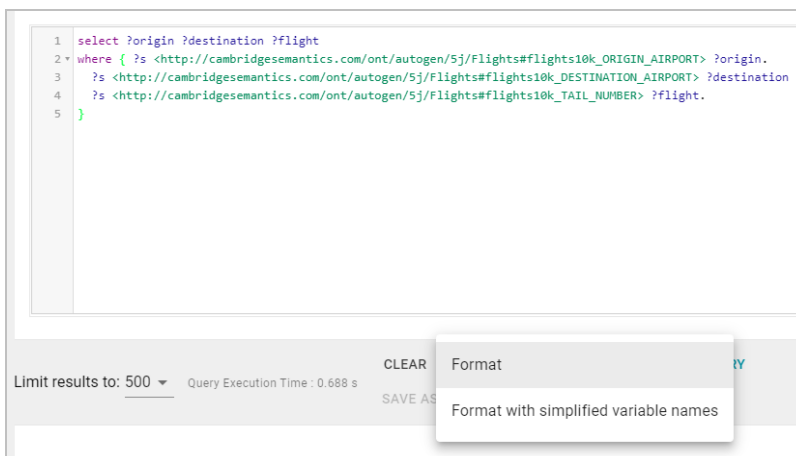 1 select ?origin ?destination ?flight
2 where { ?s <http://cambridgesemantics.com/ont/autogen/5j/Flights#flights10k_ORIGIN_AIRPORT> ?origin.
3 ?s <http://cambridgesemantics.com/ont/autogen/5j/Flights#flights10k_DESTINATION_AIRPORT> ?destination
4 ?s <http://cambridgesemantics.com/ont/autogen/5j/Flights#flights10k_TAIL_NUMBER> ?flight.
5 }
CLEAR Format RY
Limit results to: 500 Query Execution Time : 0.688 s
SAVE AS
Format with simplified variable names